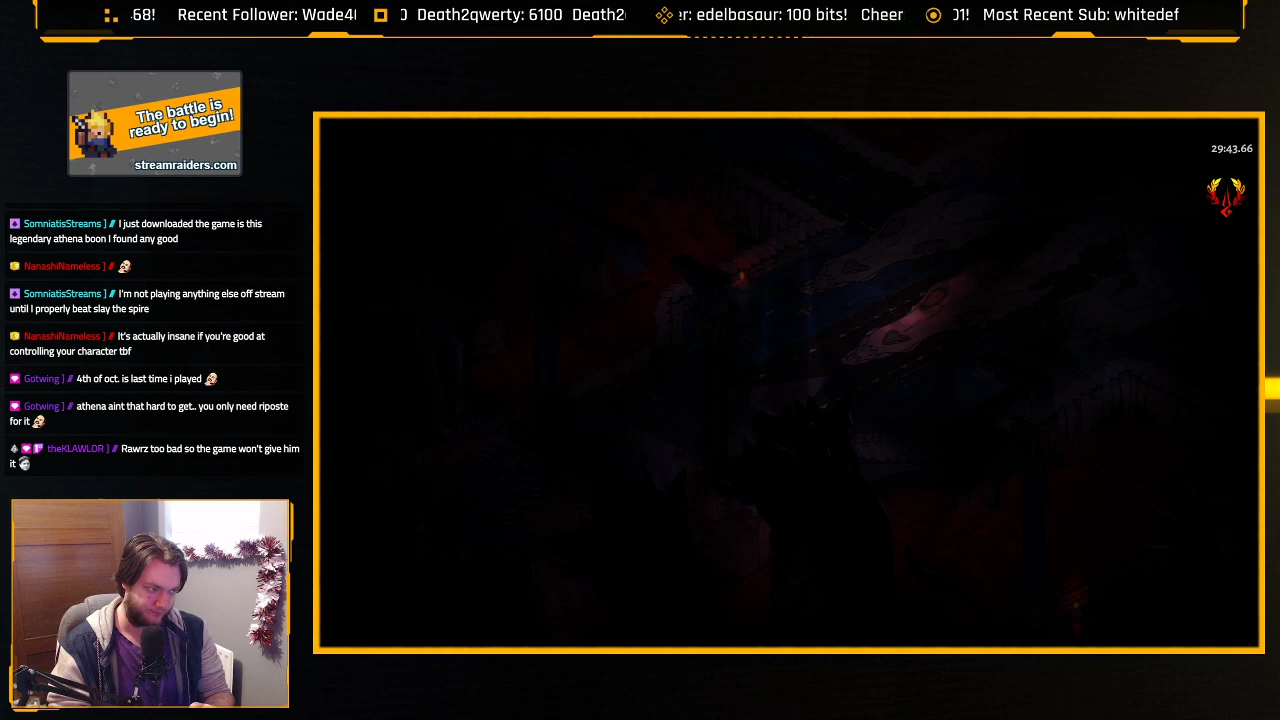 .68! Recent Follower: Wade4 Death2qwerty: 6100 Death2 er: edelbasaur: 100 bits! Cheer 01! Most Recent Sub: whitedef
The battle is
ready to begin!
streamraiders.com
29:43.66
SomniatisStreams ] // I just downloaded the game is this
legendary athena boon I found any good
NanashiNameless ] //
SomniatisStreams ] // I'm not playing anything else off stream
until I properly beat slay the spire
NanashiNameless ] // It's actually insane if you're good at
controlling your character tbf
Gotwing ] // 4th of oct. is last time i played
Gotwing ] // athena aint that hard to get.. you only need riposte
for it
theKLAWLOR ] // Rawrz too bad so the game won't give him
it